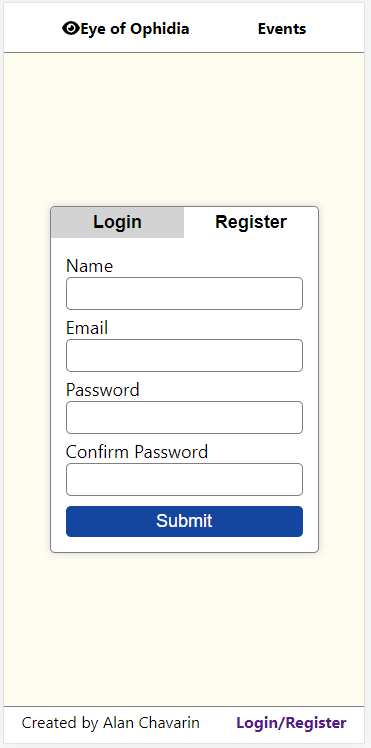 Eye of Ophidia Events
Login Register
Name
Email
Password
Confirm Password
Submit
Created by Alan Chavarin Login/Register